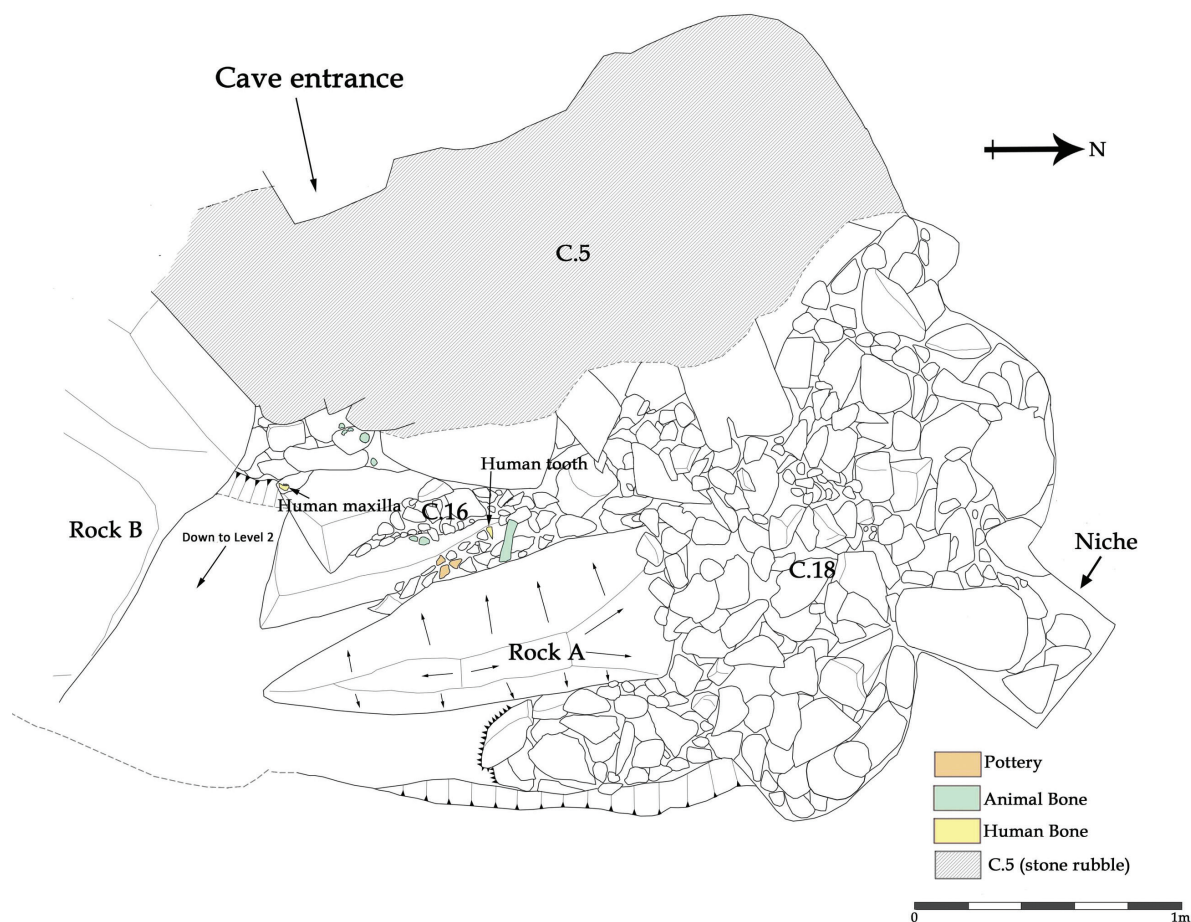 Cave entrance
N
C.5
Human tooth
Human maxilla
C.16
Rock B
Down to Level 2
Niche
C.18
Rock A
Pottery
Animal Bone
Human Bone
C.5 (stone rubble)
0
1m